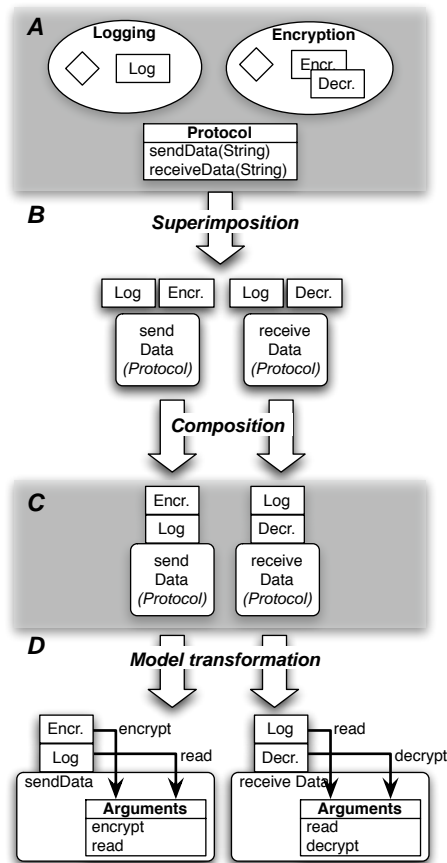 A
Logging
Encryption
Log
Encr.
Decr.
Protocol
sendData(String)
receiveData(String)
B
Superimposition
Log Encr. Log Decr.
send
Data
(Protocol)
receive
Data
(Protocol)
Composition
C
Encr.
Log
send
Data
(Protocol)
Log
Decr.
receive
Data
(Protocol)
D
Model transformation
Encr.
encrypt
Log
read
sendData
Arguments
encrypt
read
Log
read
Decr.
decrypt
receive Data
Arguments
read
decrypt